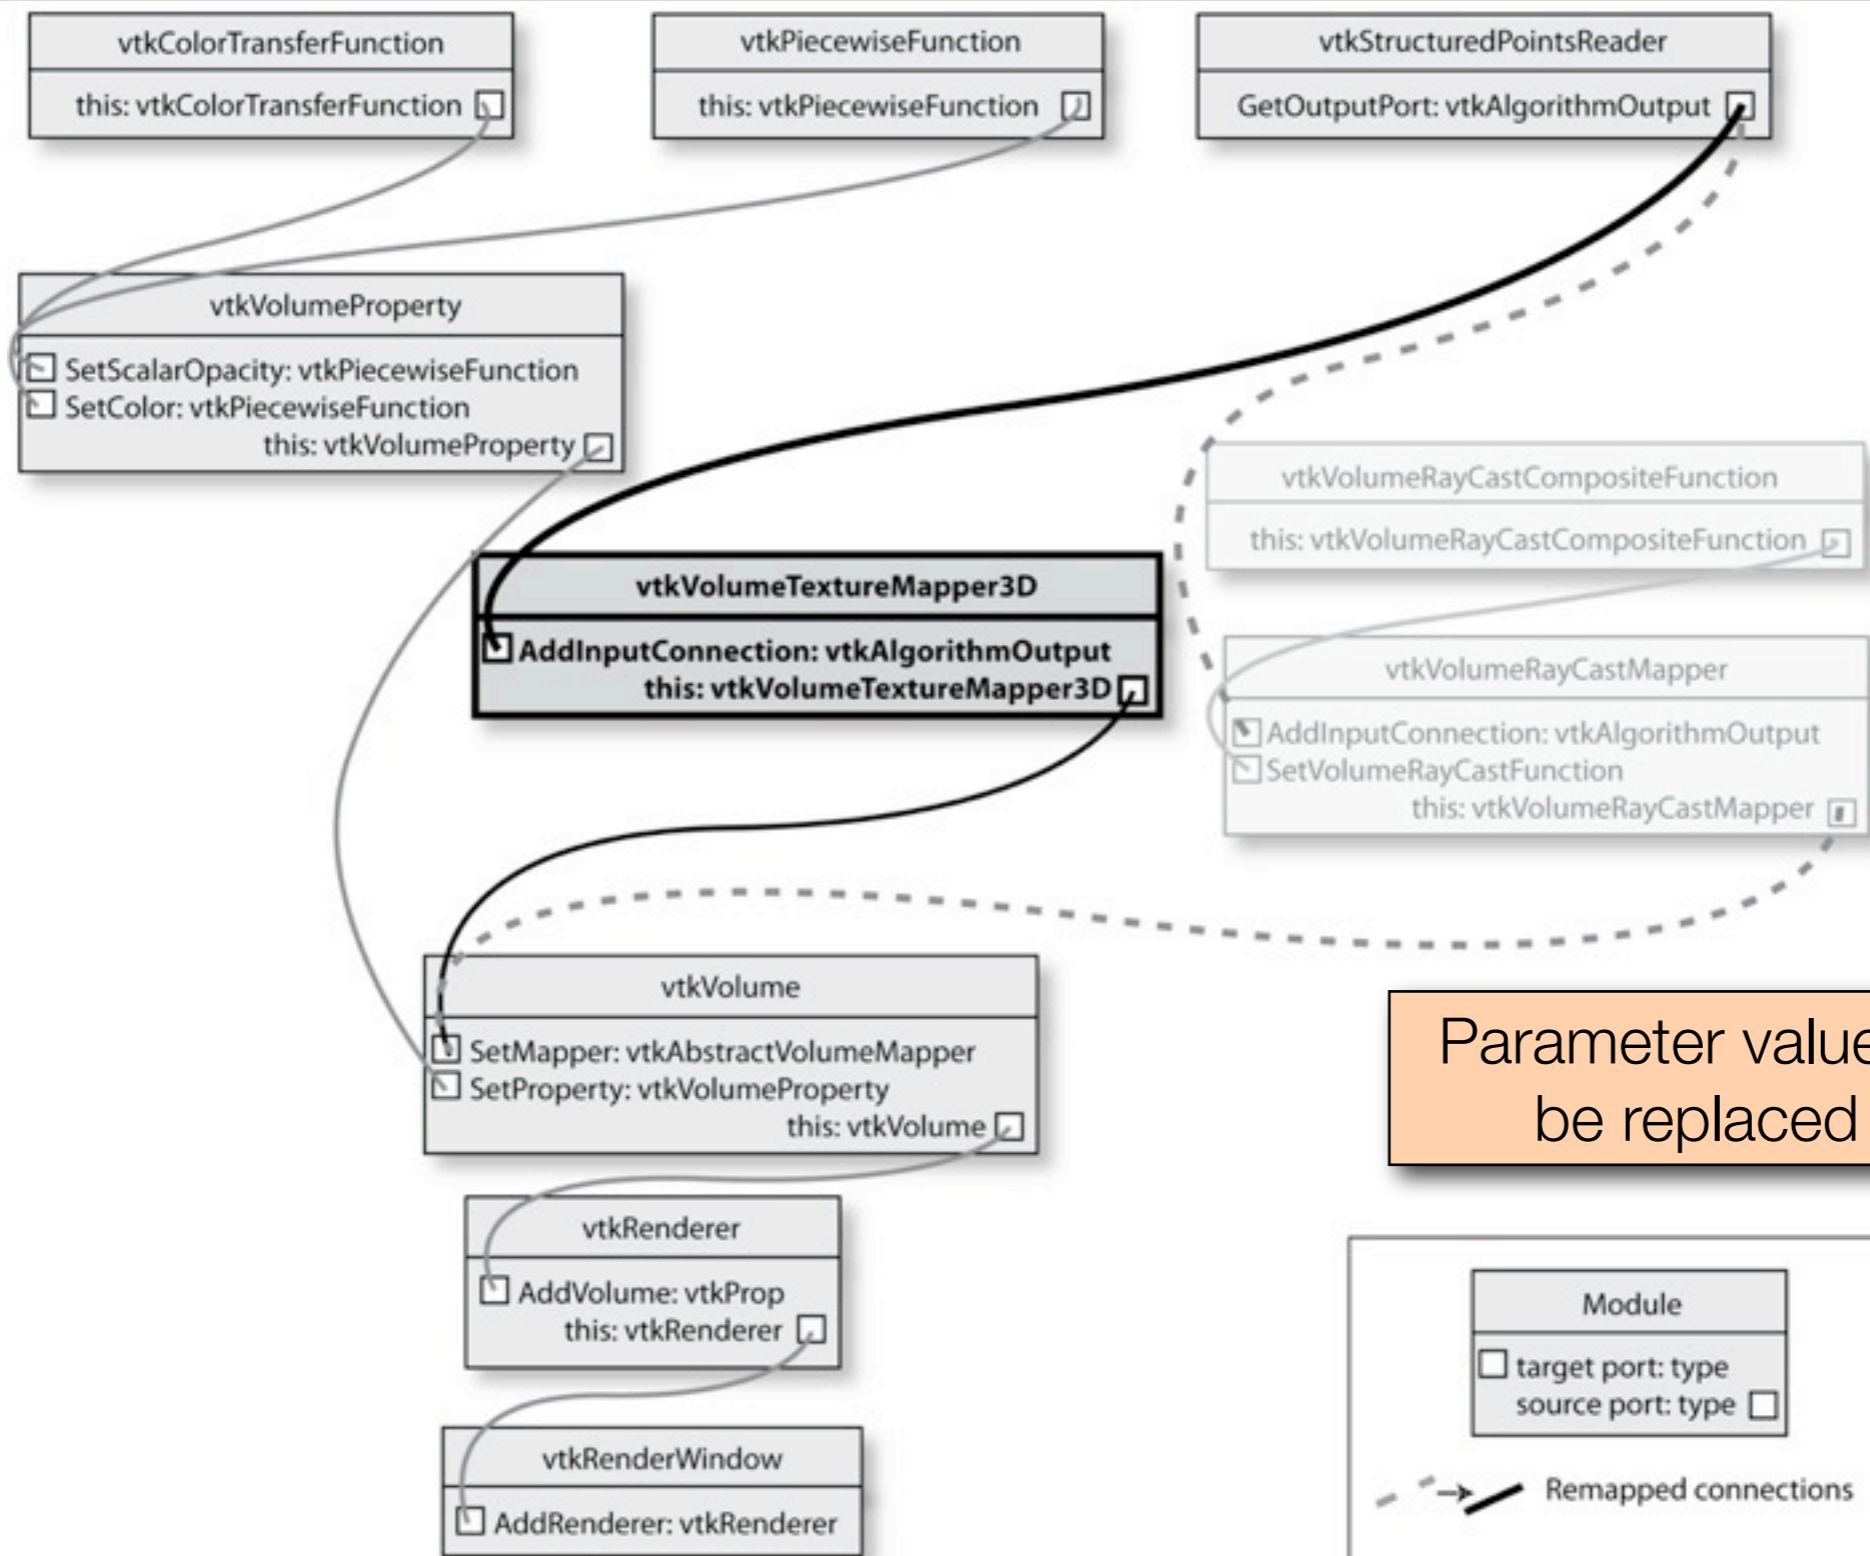 vtkColorTransferFunction
this: vtkColorTransferFunction
vtkPiecewiseFunction
this: vtkPiecewiseFunction
vtkStructuredPointsReader
GetOutputPort: vtkAlgorithmOutput
vtkVolumeProperty
SetScalarOpacity: vtkPiecewiseFunction
SetColor: vtkPiecewiseFunction
this: vtkVolumeProperty
vtkVolumeRayCastCompositeFunction
this: vtkVolumeRayCastCompositeFunction
vtkVolumeTextureMapper3D
AddInputConnection: vtkAlgorithmOutput
this: vtkVolumeTextureMapper3D
vtkVolumeRayCastMapper
AddInputConnection: vtkAlgorithmOutput
SetVolumeRayCastFunction
this: vtkVolumeRayCastMapper
vtkVolume
SetMapper: vtkAbstractVolumeMapper
SetProperty: vtkVolumeProperty
this: vtkVolume
Parameter value
be replaced
vtkRenderer
AddVolume: vtkProp
this: vtkRenderer
Module
target port: type
source port: type
vtkRenderWindow
AddRenderer: vtkRenderer
Remapped connections